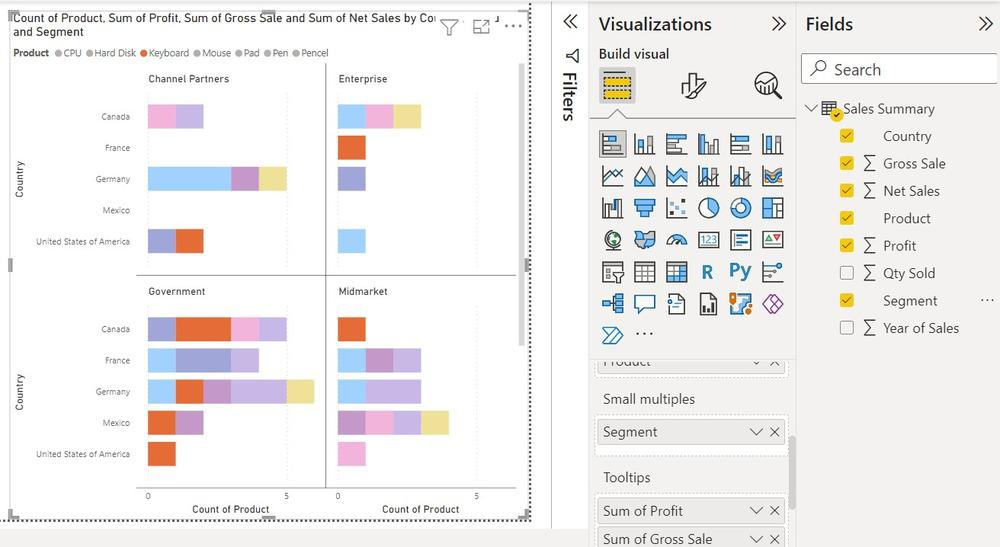 Count of Product, Sum of Profit, Sum of Gross Sale and Sum of Net Sales by
and Segment
Product CPU Hard Disk Keyboard Mouse Pad Pen Pencel
Channel Partners Enterprise
Country
Canada
France
Germany
Mexico
United States of America
Government Midmarket
Country
Canada
France
Germany
Mexico
United States of America
0 5 0 5
Count of Product Count of Product
Filters
Visualizations
Build visual
123
R Py
Product
Small multiples
Segment
Tooltips
Sum of Profit
Sum of Gross Sale
Fields
Search
Sales Summary
Country
Gross Sale
Net Sales
Product
Profit
Qty Sold
Segment
Year of Sales